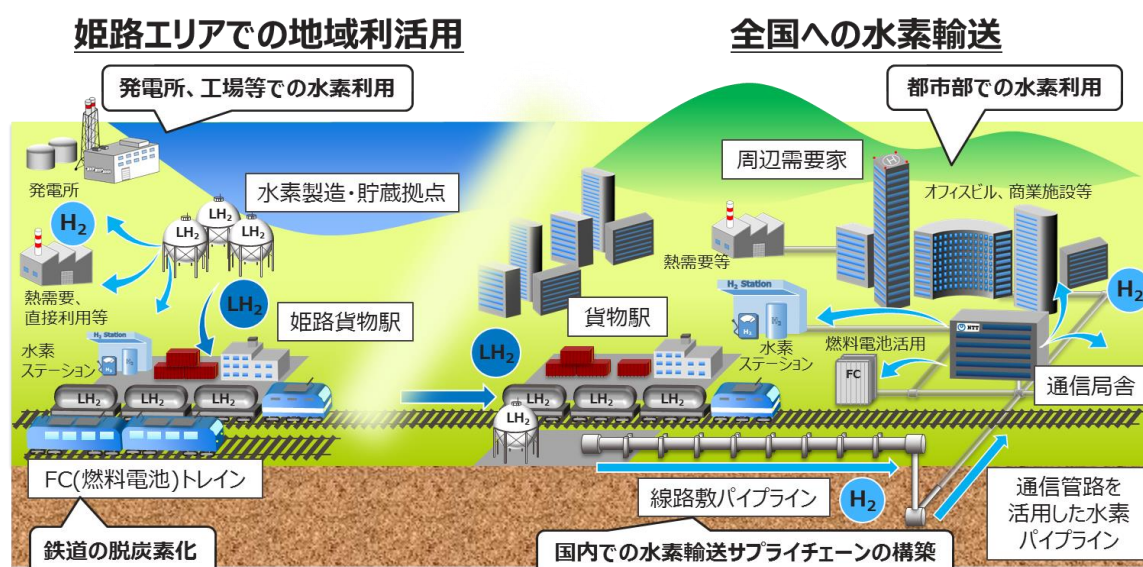 姫路エリアでの地域利活用
全国への水素輸送
発電所、工場等での水素利用
都市部での水素利用
発電所
H2
水素製造・貯蔵拠点
LH2
LH2
LH2
熱需要、
直接利用等
LH2
姫路貨物駅
H2 Station
H2
水素
ステーション
LH2
LH2
LH2
FC(燃料電池)トレイン
鉄道の脱炭素化
周辺需要家
H
オフィスビル、商業施設等
熱需要等
H2
H2 Station
H2
H2
水素
ステーション
貨物駅
LH2
NTT
燃料電池活用
FC
通信局舎
LH2
LH2
LH2
LH2
線路敷パイプライン
H2
通信管路を
活用した水素
パイプライン
国内での水素輸送サプライチェーンの構築